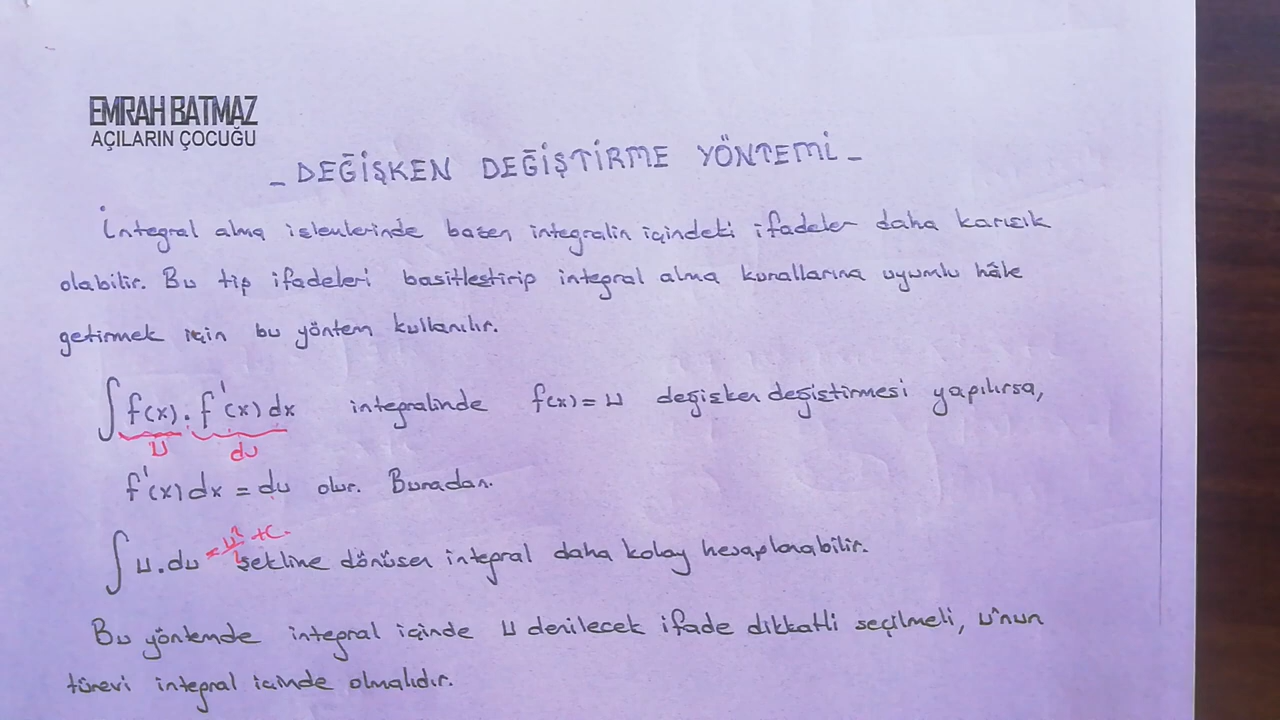 EMRAH BATMAZ
AÇILARIN ÇOCUĞU
- DEĞİŞKEN DEĞİŞTİRME YÖNTEMİ -
İntegral alma işlemlerinde bazen integralin içindeki ifadeler daha karışık
olabilir. Bu tip ifadeleri basitleştirip integral alma kurallarına uyumlu hâle
getirmek için bu yöntem kullanılır.
∫ f(x) . f'(x) dx integralinde f(x) = u değişken değiştirmesi yapılırsa,
u du
f'(x) dx = du olur. Buradan.
∫ u . du = u²/2 + c. şekline dönüşen integral daha kolay hesaplanabilir.
Bu yöntemde integral içinde u denilecek ifade dikkatli seçilmeli, u'nun
türevi integral içinde olmalıdır.